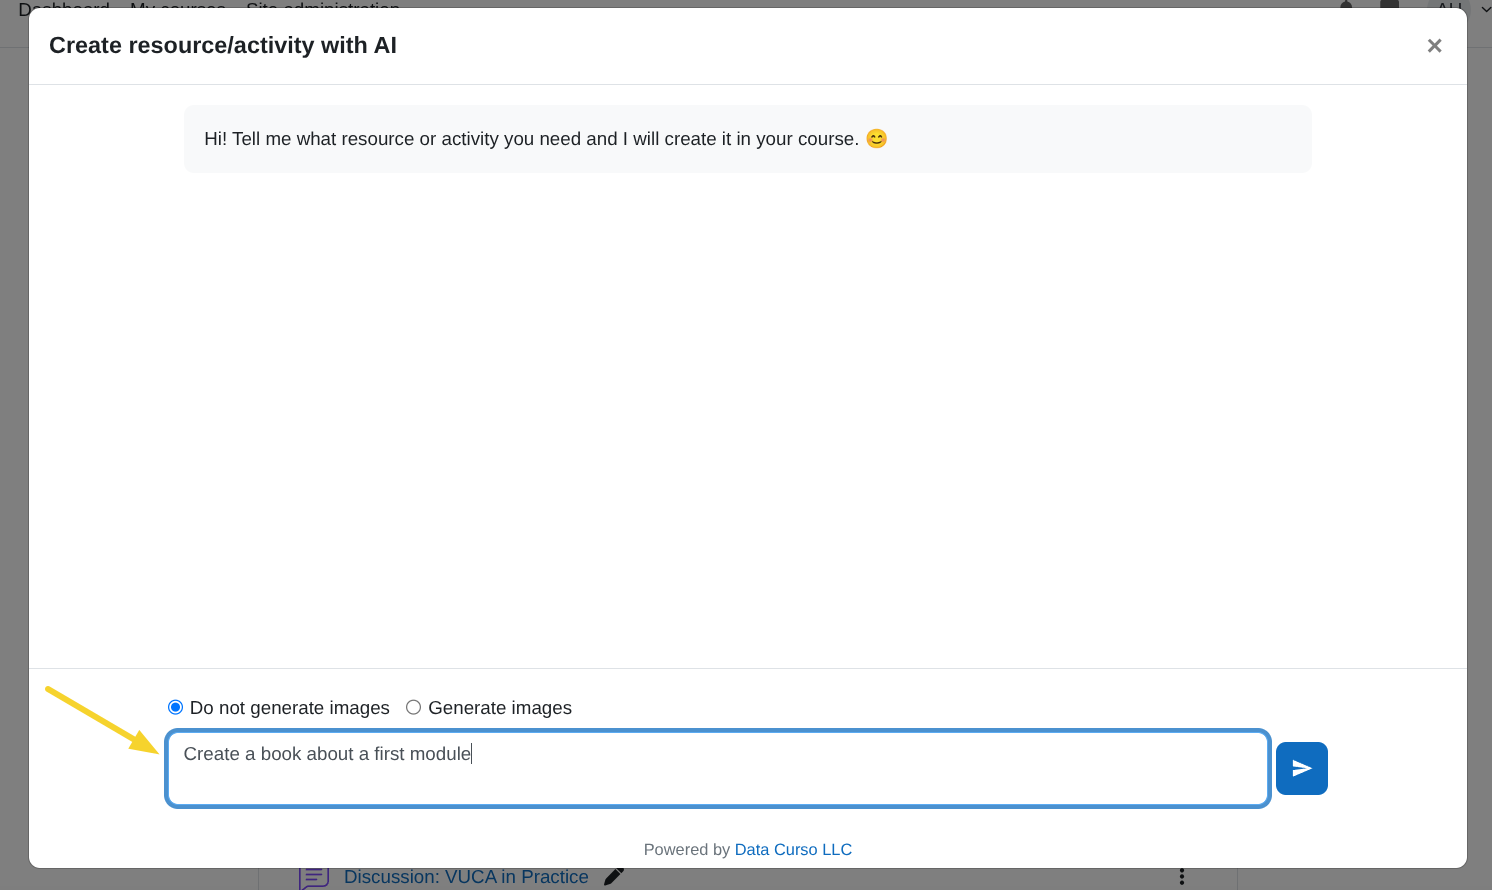 Dashboard My courses Site administration AU
Create resource/activity with AI
Hi! Tell me what resource or activity you need and I will create it in your course. 😊
Do not generate images Generate images
Create a book about a first module
Powered by Data Curso LLC
Discussion: VUCA in Practice